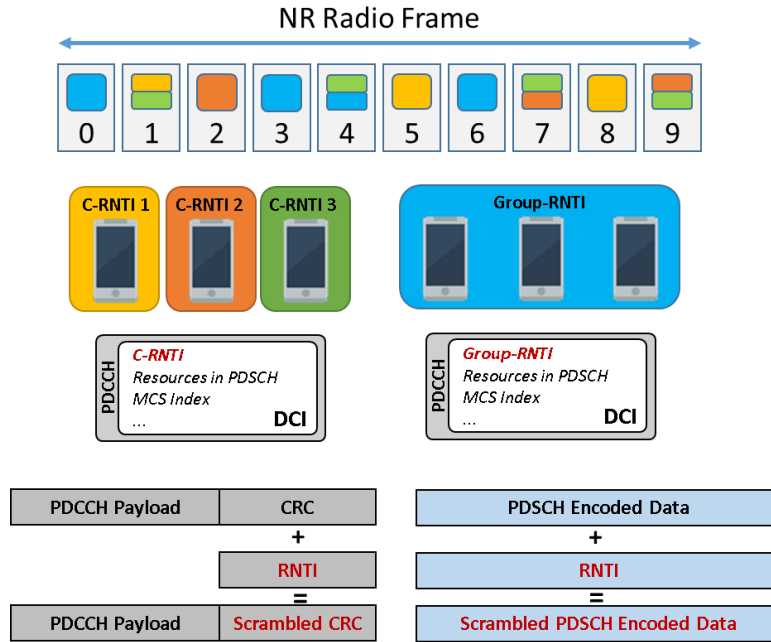 NR Radio Frame
0 1 2 3 4 5 6 7 8 9
C-RNTI 1 C-RNTI 2 C-RNTI 3 Group-RNTI
PDCCH
C-RNTI
Resources in PDSCH
MCS Index
...
DCI
PDCCH
Group-RNTI
Resources in PDSCH
MCS Index
...
DCI
PDCCH Payload CRC
+
RNTI
=
PDCCH Payload Scrambled CRC
PDSCH Encoded Data
+
RNTI
=
Scrambled PDSCH Encoded Data